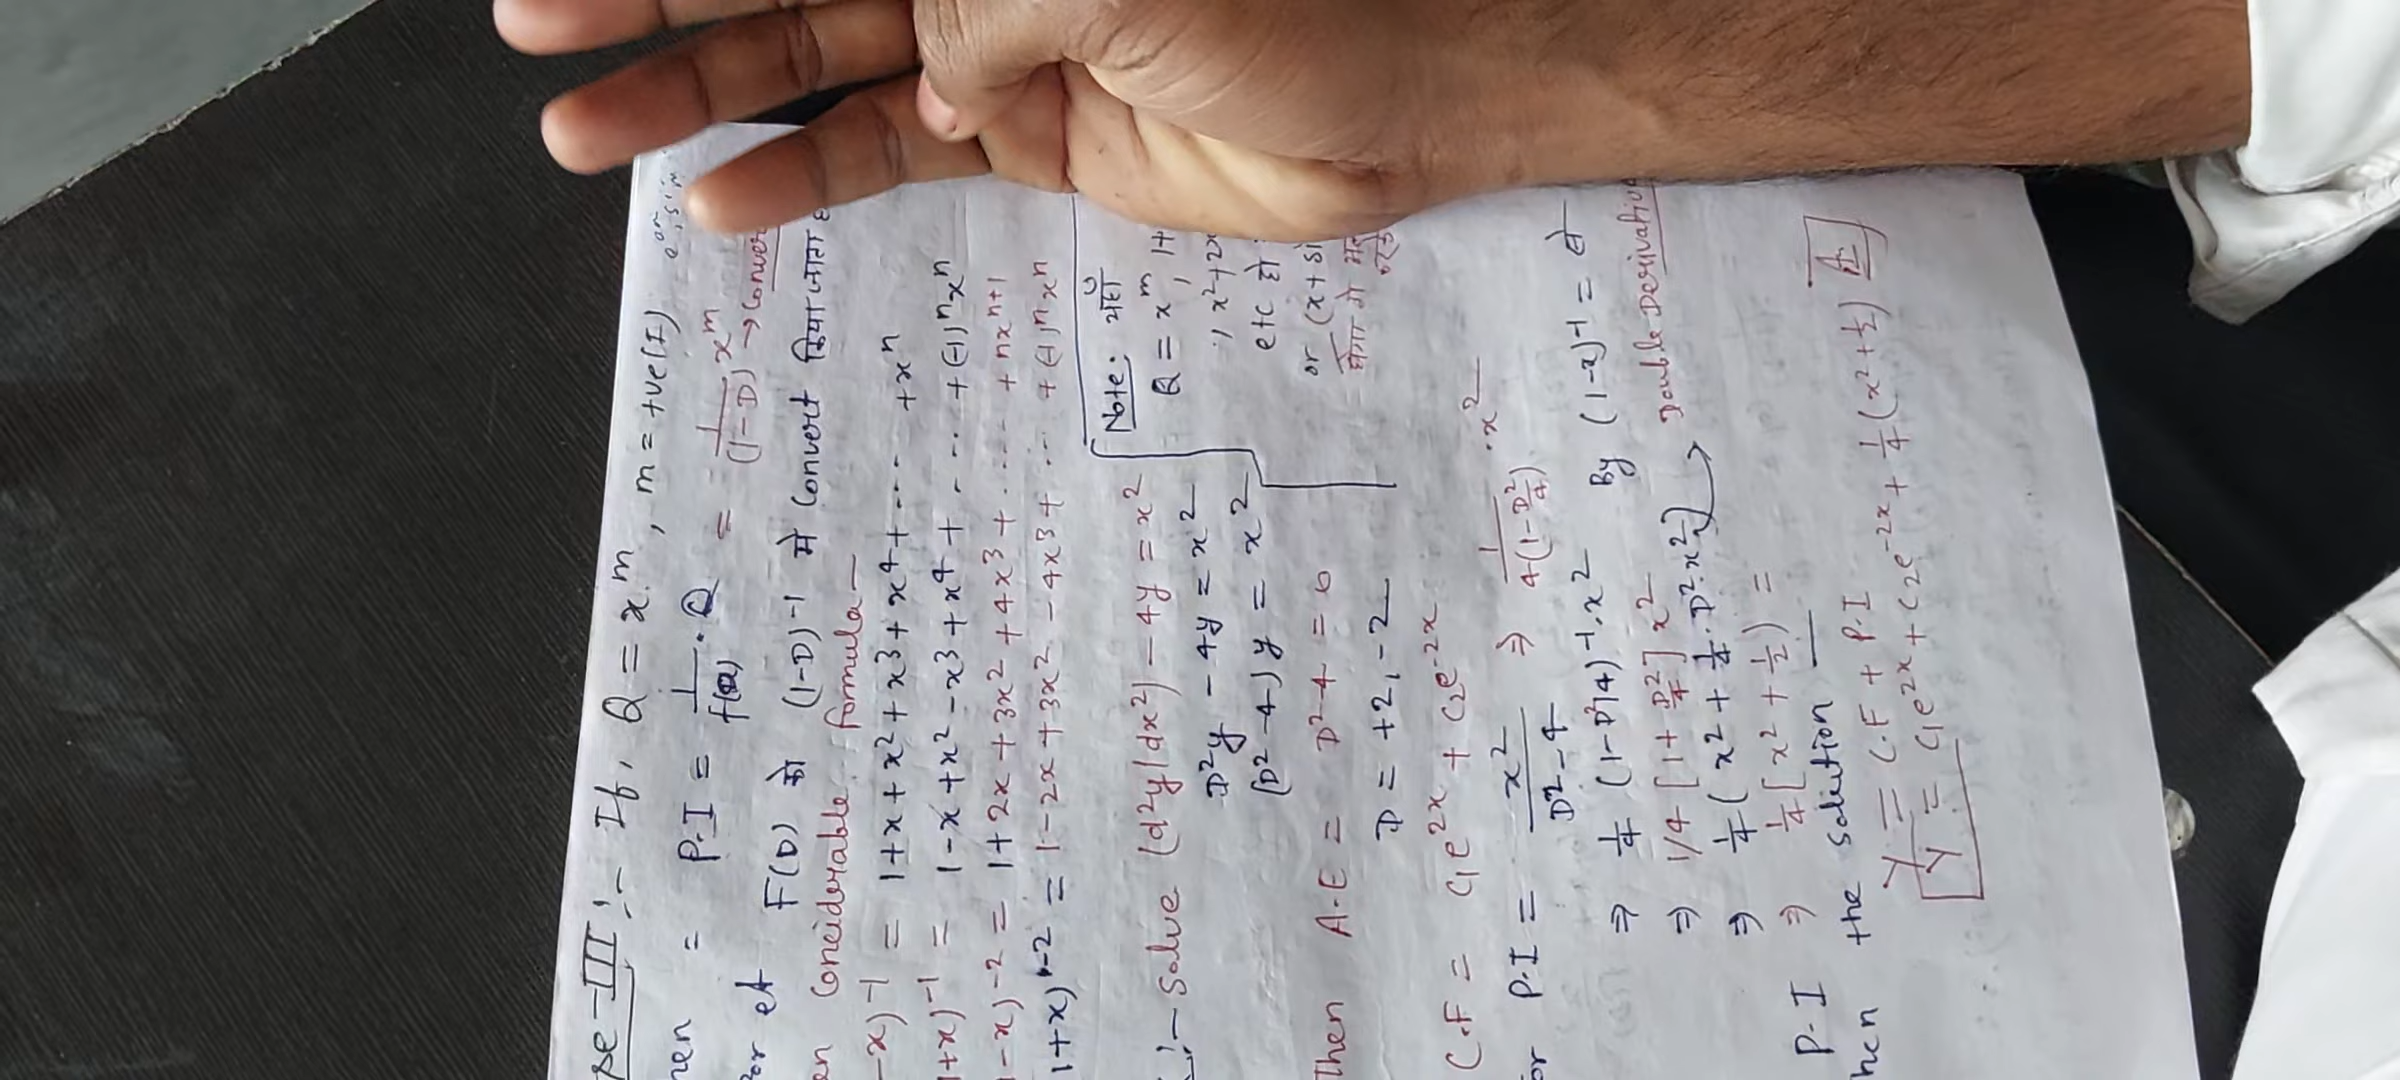 pe-III :- If, Q = x^m, m = +ve(I)
hen = P.I = 1/f(D) . Q = 1/(1-D) x^m
→ Conver
or et F(D) को (1-D)^-1 में Convert किया जाता है
en Considerable formula —
-x)^-1 = 1+x+x^2+x^3+x^4+ .... +x^n
1+x)^-1 = 1-x+x^2-x^3+x^4+ .... +(-1)^n x^n
1-x)^-2 = 1+2x+3x^2+4x^3+ .... + nx^n+1
1+x)^-2 = 1-2x+3x^2-4x^3+ ... +(-1)^n x^n
Note: यहाँ
Q = x^m, 1+
, x^2+2x
etc हो
or (x+si
:- Solve (d^2y/dx^2) - 4y = x^2
D^2y - 4y = x^2
(D^2-4)y = x^2
Then A.E = D^2-4 = 0
D = +2, -2
C.F = C1e^2x + C2e^-2x
or P.I = x^2/D^2-4 ⇒ 1/4(1-D^2/4) .x^2
⇒ 1/4 (1-D^2/4)^-1 . x^2 By (1-x)^-1 = से
⇒ 1/4 [1+ D^2/4] x^2
⇒ 1/4 (x^2 + 1/4 . D^2.x^2) → Double Derivative
P.I ⇒ 1/4 [x^2 + 1/2) =
hen the solution
Y = C.F + P.I
Y = C1e^2x + C2e^-2x + 1/4 (x^2+1/2) A